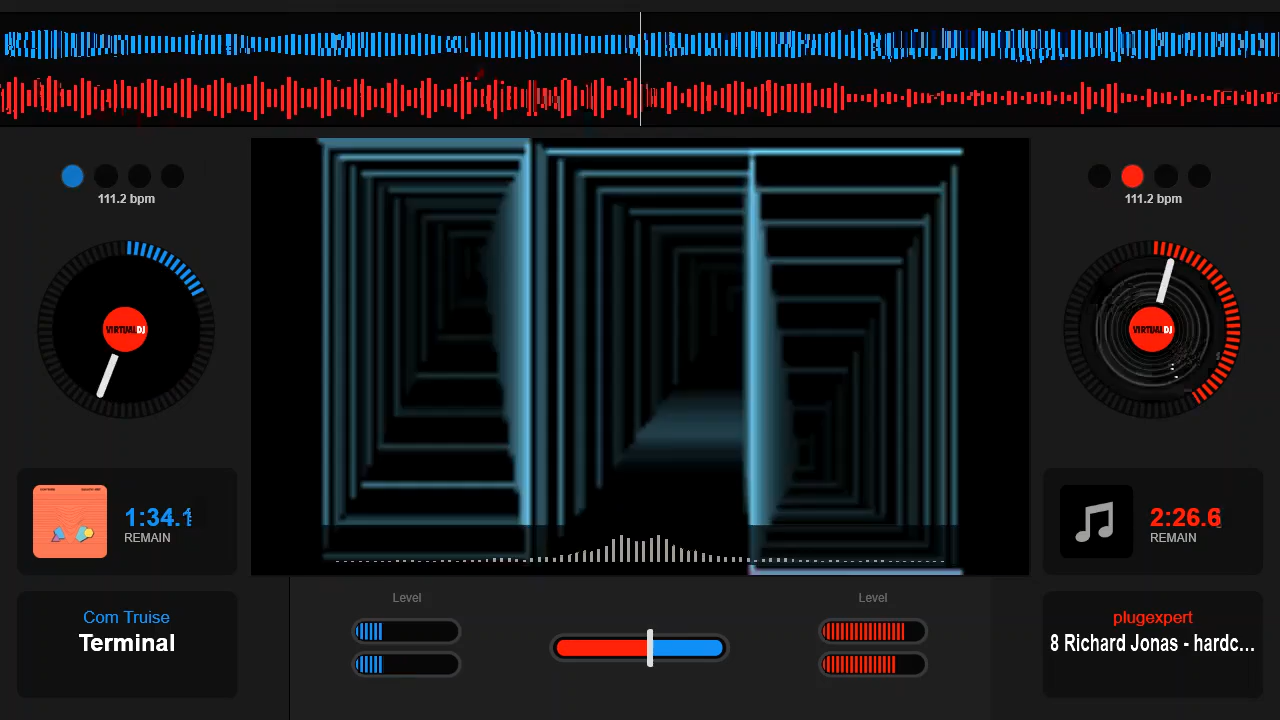 111.2 bpm
111.2 bpm
VIRTUALDJ
VIRTUALDJ
1:34.1
REMAIN
2:26.6
REMAIN
Level
Level
Com Truise
Terminal
plugexpert
8 Richard Jonas - hardc...